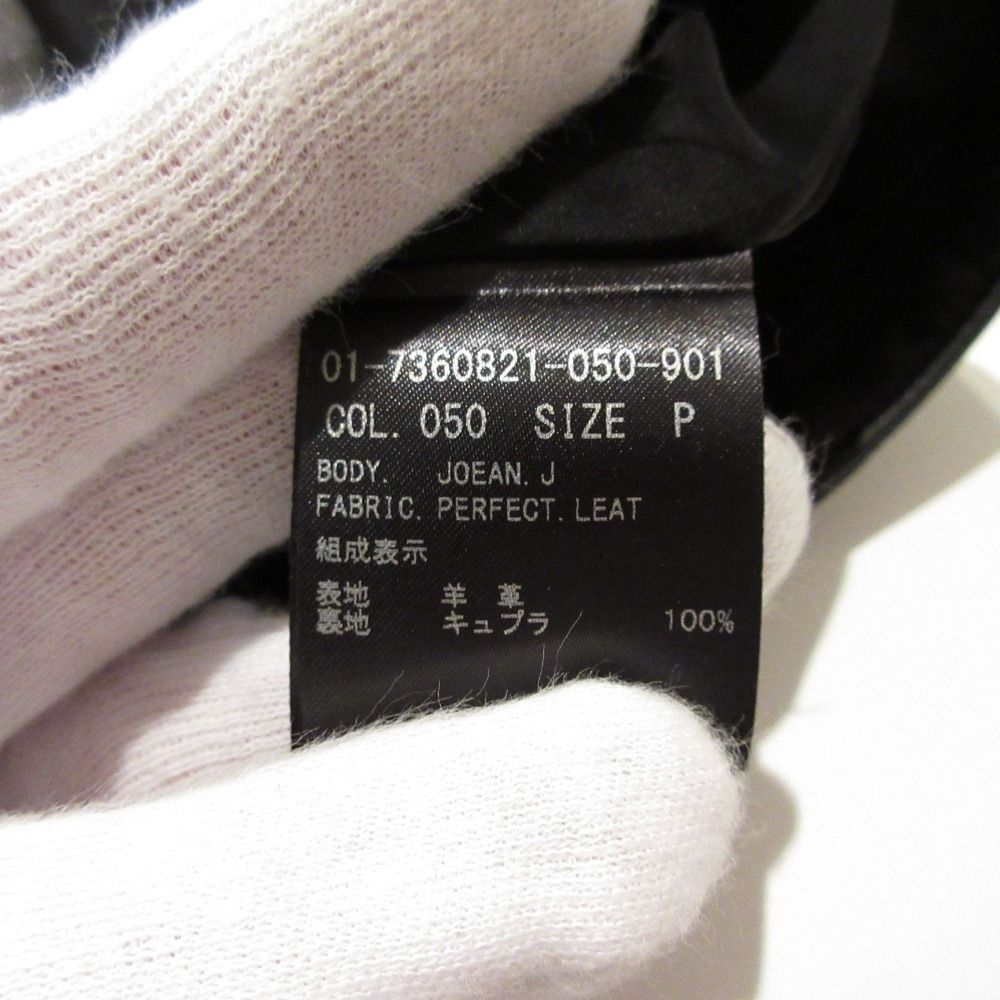 01-7360821-050-901
COL. 050 SIZE P
BODY. JOEAN.J
FABRIC. PERFECT.LEAT
組成表示
表地 羊 革
裏地 キュプラ 100%